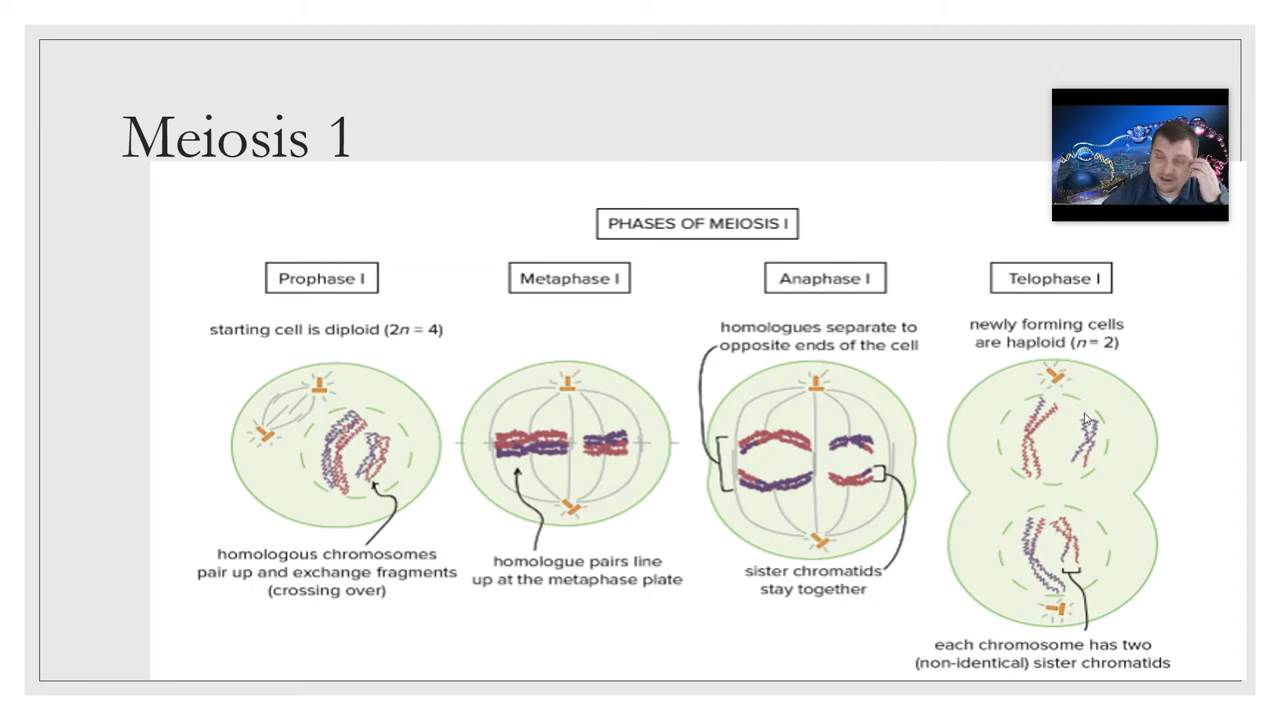 Meiosis 1
PHASES OF MEIOSIS I
Prophase I
Metaphase I
Anaphase I
Telophase I
starting cell is diploid (2n = 4)
homologues separate to
opposite ends of the cell
newly forming cells
are haploid (n = 2)
homologous chromosomes
pair up and exchange fragments
(crossing over)
homologue pairs line
up at the metaphase plate
sister chromatids
stay together
each chromosome has two
(non-identical) sister chromatids